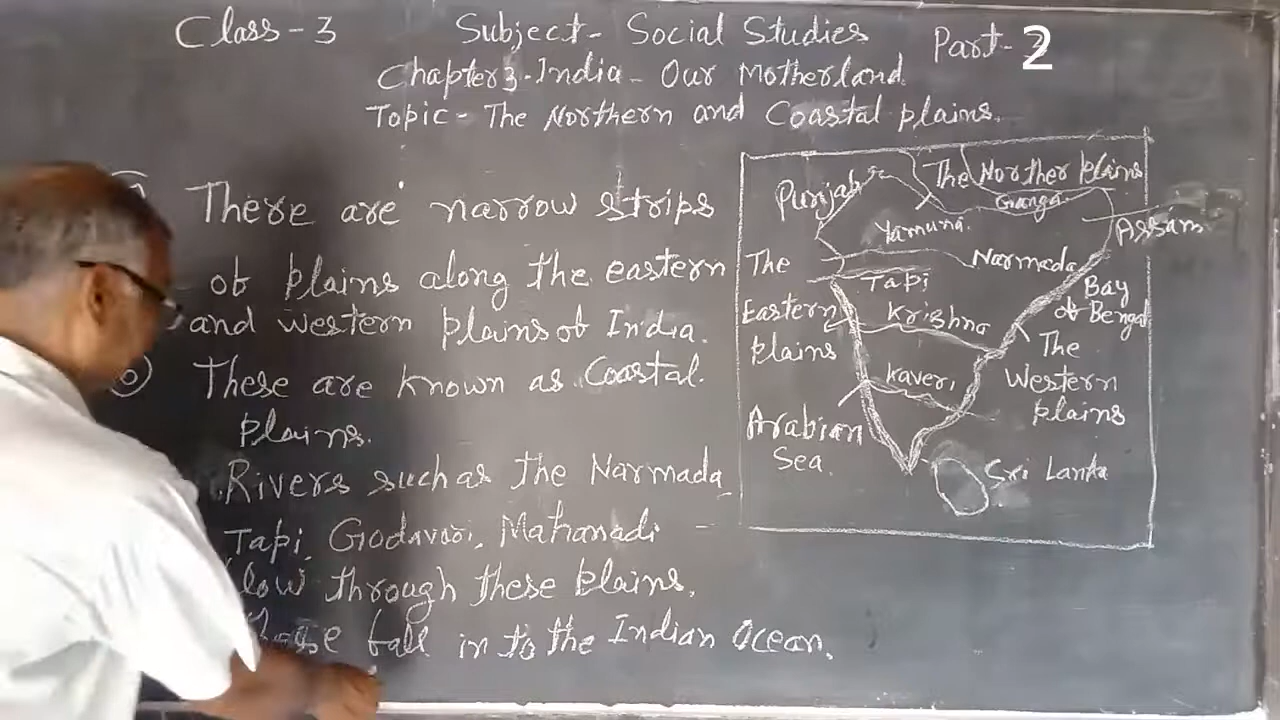 Class - 3
Subject - Social Studies
Part - 2
Chapter 3 - India - Our Motherland
Topic - The Northern and Coastal plains.
There are narrow strips
of plains along the eastern
and western plains of India.
b) These are known as Coastal
plains.
Rivers such as the Narmada
Tapi, Godavari, Mahanadi -
flow through these plains.
fall in to the Indian Ocean.
The Norther plains
Punjab
Ganga
Yamuna.
Assam
The
Eastern
plains
Narmada
Tapi
Bay
of Bengal
Krishna
The
Western
plains
Kaveri
Arabian
Sea.
Sri Lanka